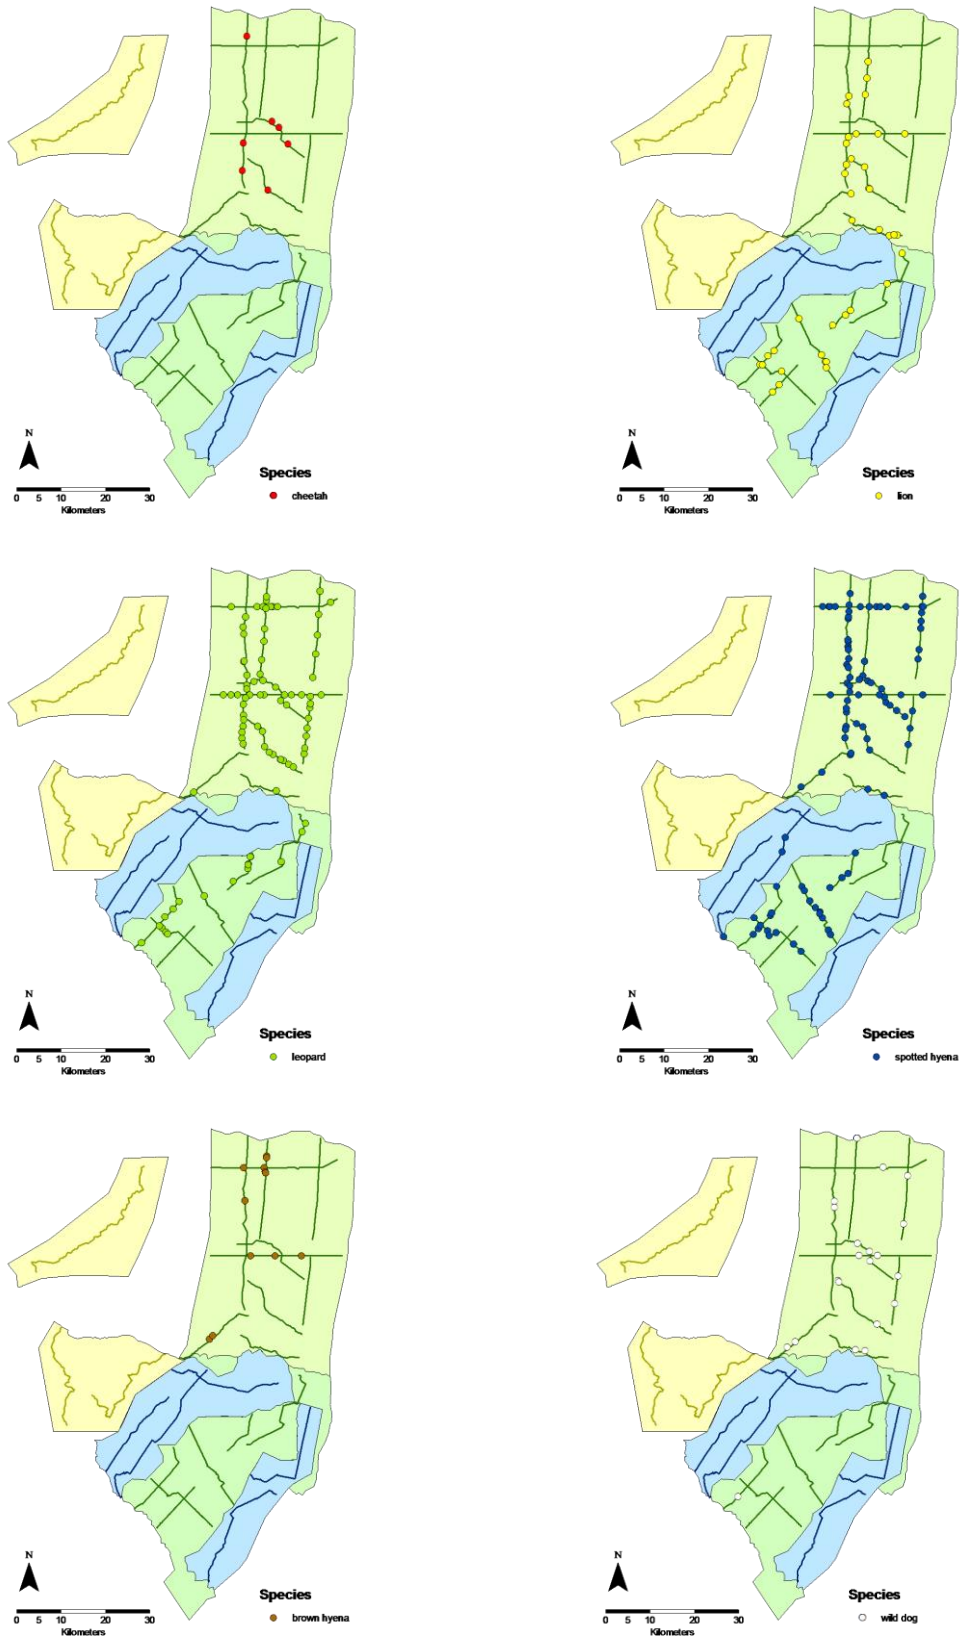 N
Species
cheetah
0 5 10 20 30
Kilometers
N
Species
lion
0 5 10 20 30
Kilometers
N
Species
leopard
0 5 10 20 30
Kilometers
N
Species
spotted hyena
0 5 10 20 30
Kilometers
N
Species
brown hyena
0 5 10 20 30
Kilometers
N
Species
wild dog
0 5 10 20 30
Kilometers